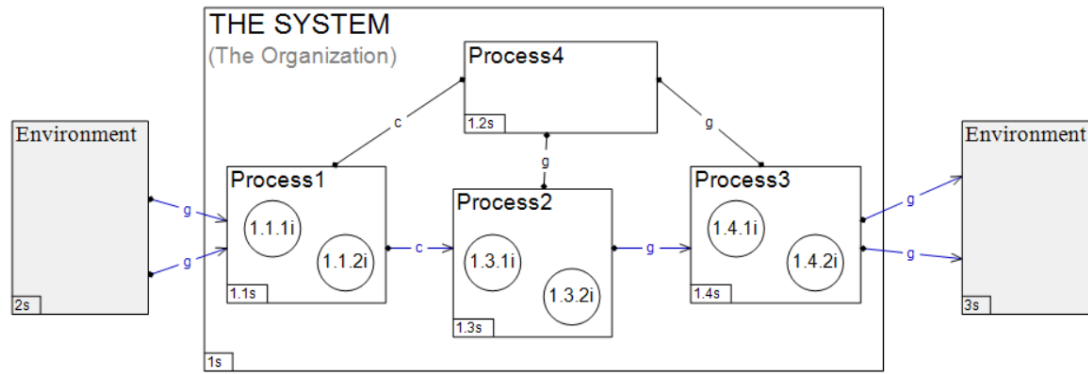 THE SYSTEM
(The Organization)
Process4
1.2s
c
g
g
Environment
2s
g
g
Process1
1.1.1i
1.1.2i
1.1s
c
Process2
1.3.1i
1.3.2i
1.3s
g
Process3
1.4.1i
1.4.2i
1.4s
g
g
Environment
3s
1s